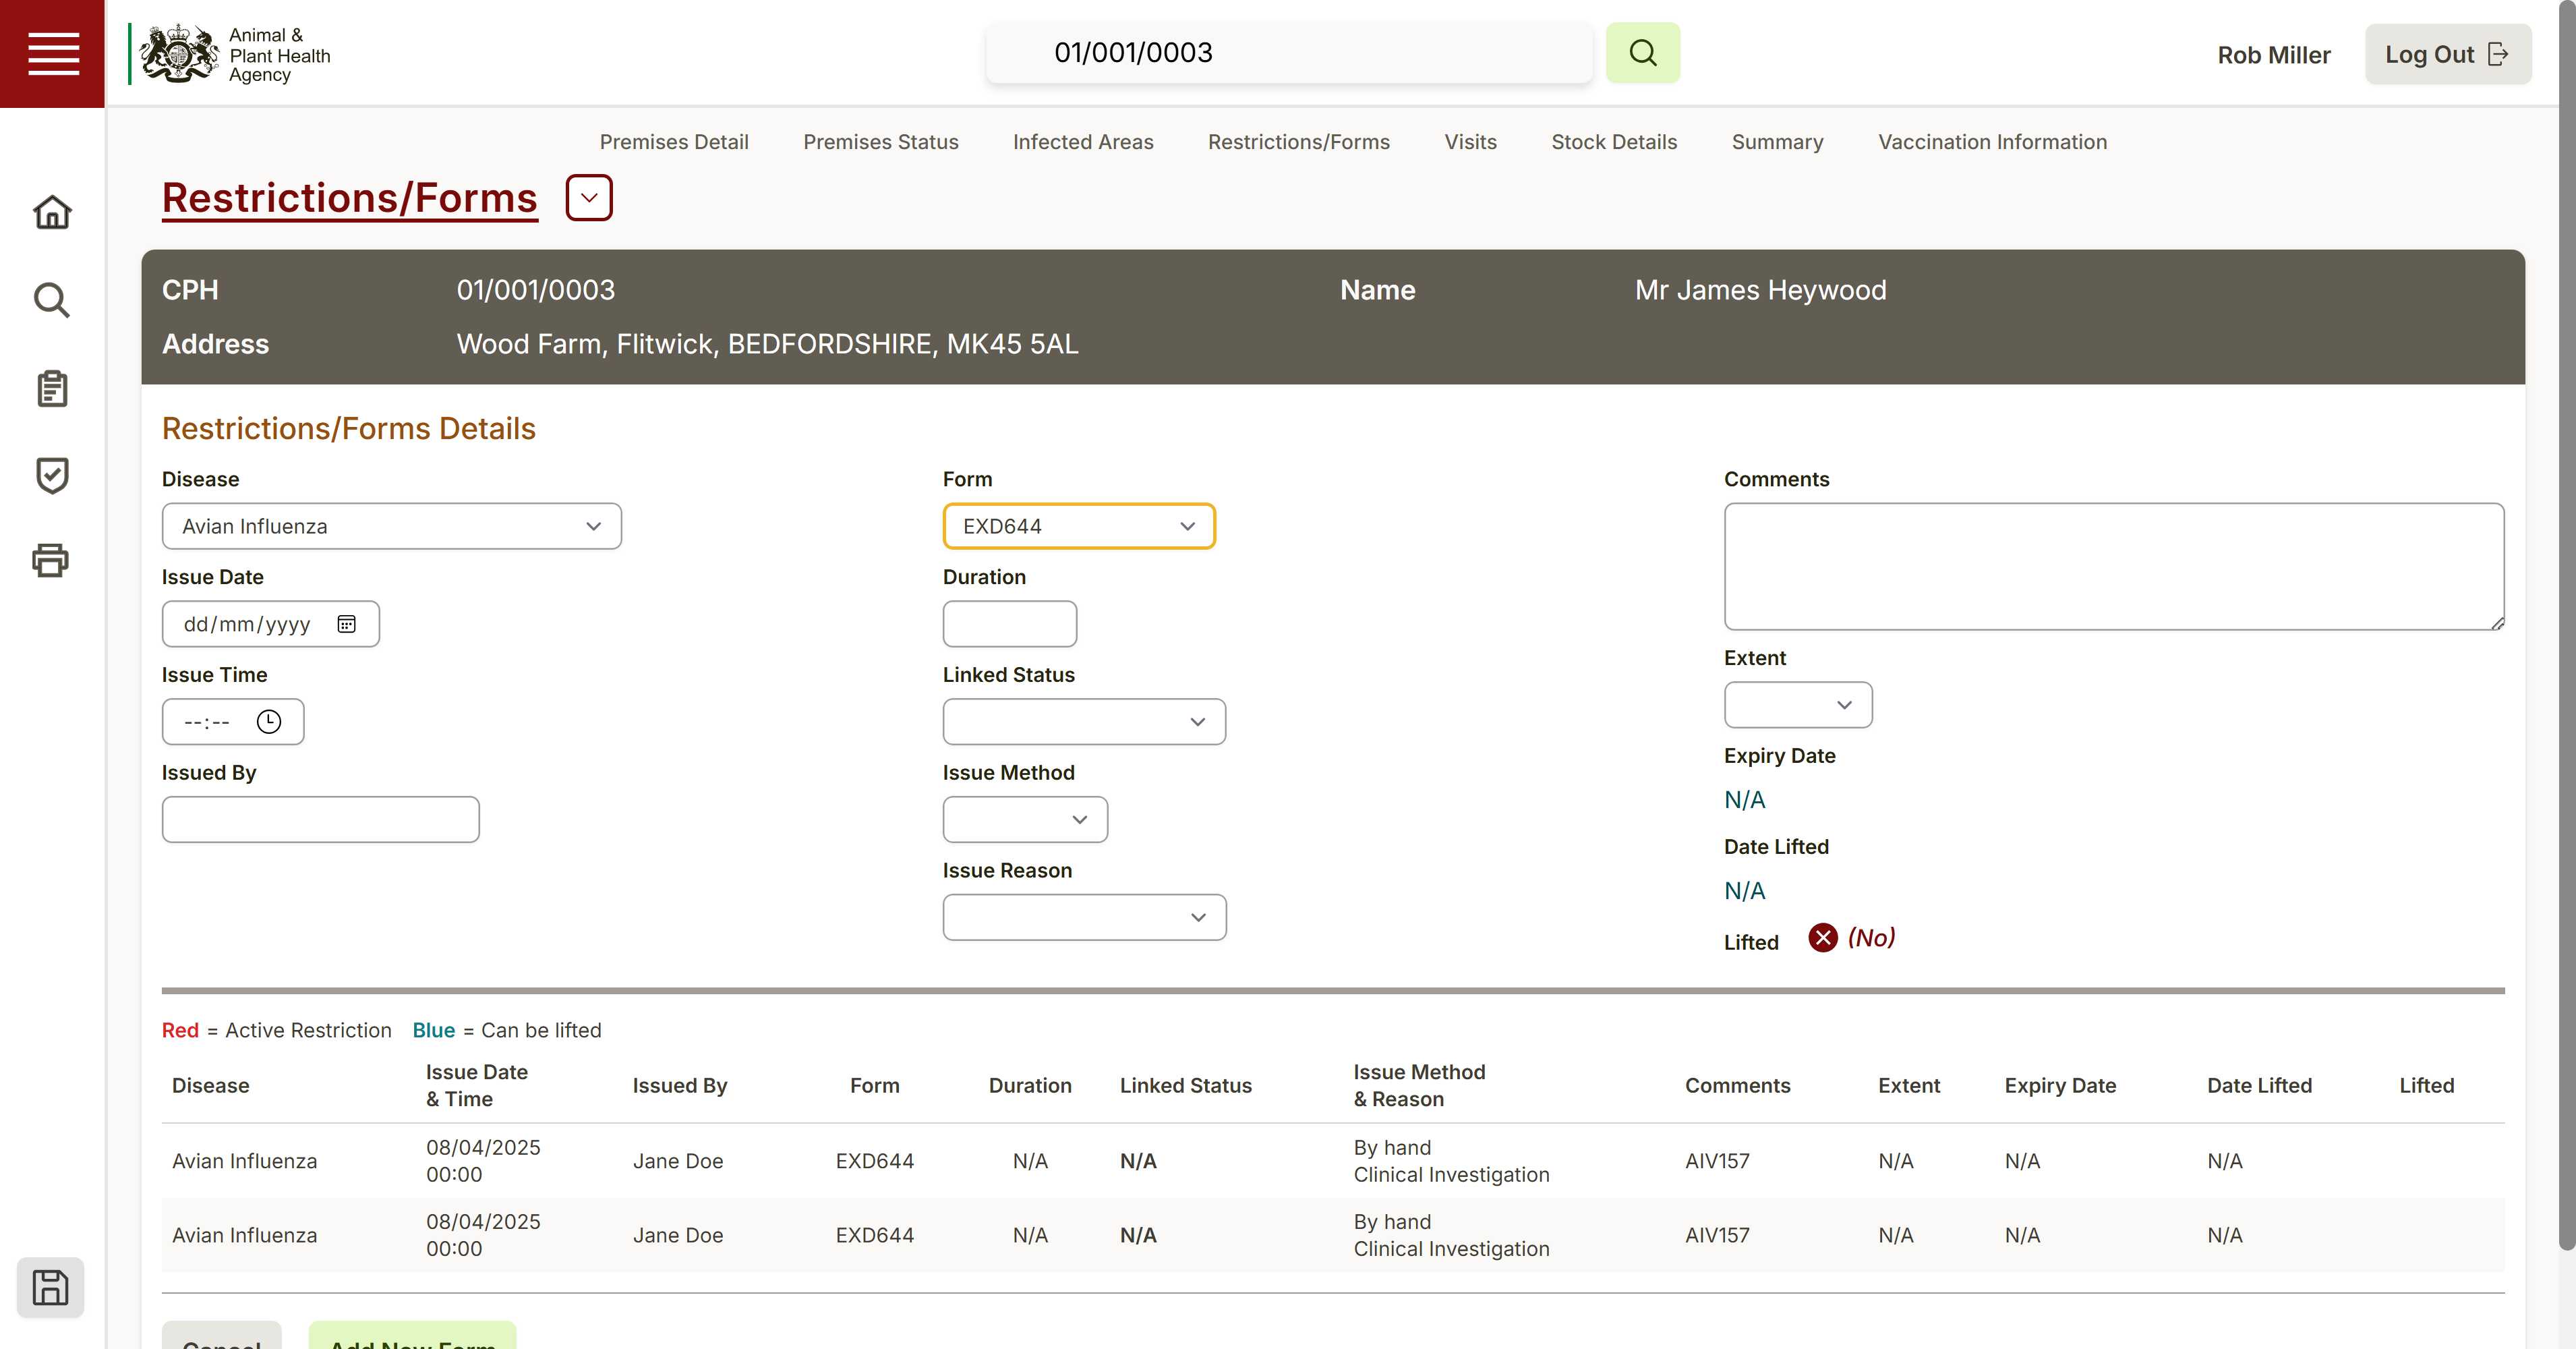 Animal &
Plant Health
Agency
01/001/0003
Rob Miller
Log Out
Premises Detail
Premises Status
Infected Areas
Restrictions/Forms
Visits
Stock Details
Summary
Vaccination Information
Restrictions/Forms
CPH
01/001/0003
Name
Mr James Heywood
Address
Wood Farm, Flitwick, BEDFORDSHIRE, MK45 5AL
Restrictions/Forms Details
Disease
Avian Influenza
Issue Date
dd/mm/yyyy
Issue Time
--:--
Issued By
Form
EXD644
Duration
Linked Status
Issue Method
Issue Reason
Comments
Extent
Expiry Date
N/A
Date Lifted
N/A
Lifted (No)
Red = Active Restriction Blue = Can be lifted
Disease
Issue Date
& Time
Issued By
Form
Duration
Linked Status
Issue Method
& Reason
Comments
Extent
Expiry Date
Date Lifted
Lifted
Avian Influenza
08/04/2025
00:00
Jane Doe
EXD644
N/A
N/A
By hand
Clinical Investigation
AIV157
N/A
N/A
N/A
Avian Influenza
08/04/2025
00:00
Jane Doe
EXD644
N/A
N/A
By hand
Clinical Investigation
AIV157
N/A
N/A
N/A
Cancel
Add New Form